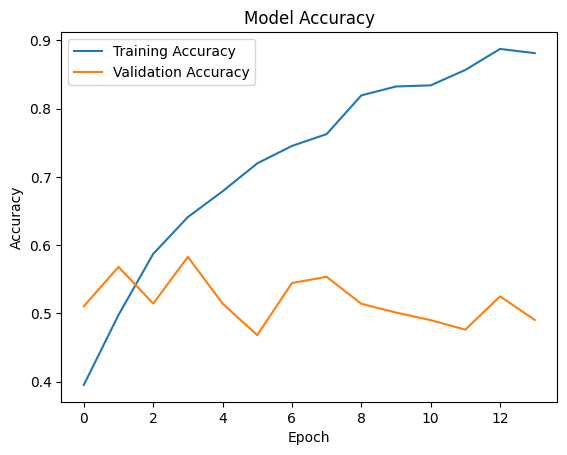 Model Accuracy
Training Accuracy
Validation Accuracy
Accuracy
0.9
0.8
0.7
0.6
0.5
0.4
0 2 4 6 8 10 12
Epoch